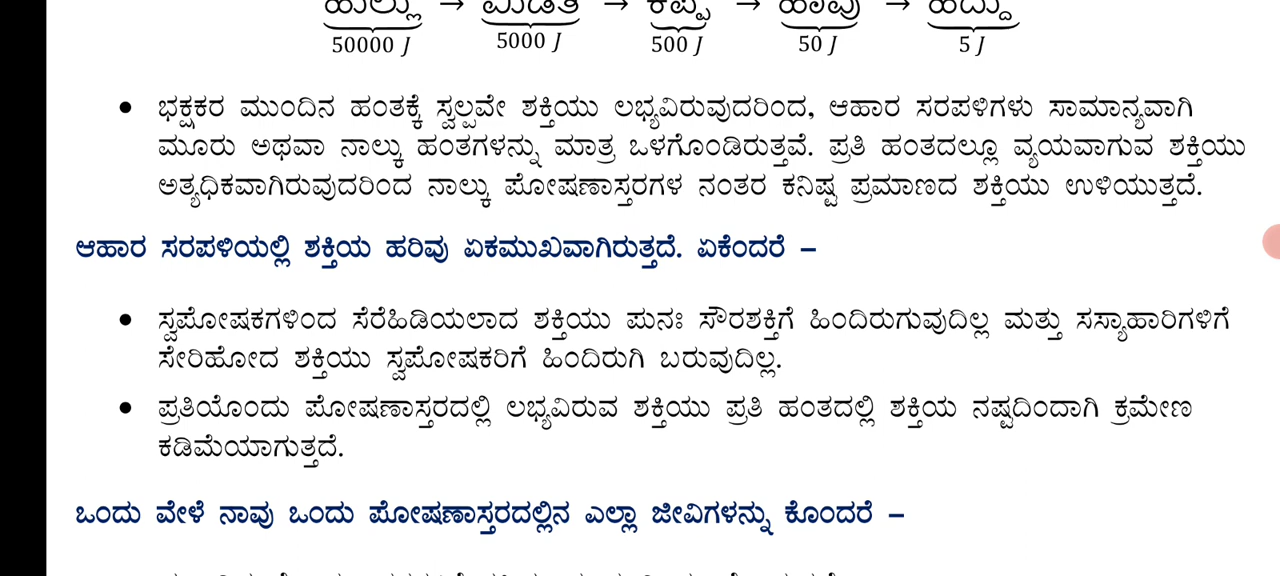 ಹುಲ್ಲು → ಮಿಡತೆ → ಕಪ್ಪೆ → ಹಾವು → ಹದ್ದು
50000 J 5000 J 500 J 50 J 5 J
• ಭಕ್ಷಕರ ಮುಂದಿನ ಹಂತಕ್ಕೆ ಸ್ವಲ್ಪವೇ ಶಕ್ತಿಯು ಲಭ್ಯವಿರುವುದರಿಂದ, ಆಹಾರ ಸರಪಳಿಗಳು ಸಾಮಾನ್ಯವಾಗಿ
ಮೂರು ಅಥವಾ ನಾಲ್ಕು ಹಂತಗಳನ್ನು ಮಾತ್ರ ಒಳಗೊಂಡಿರುತ್ತವೆ. ಪ್ರತಿ ಹಂತದಲ್ಲೂ ವ್ಯಯವಾಗುವ ಶಕ್ತಿಯು
ಅತ್ಯಧಿಕವಾಗಿರುವುದರಿಂದ ನಾಲ್ಕು ಪೋಷಣಾಸ್ತರಗಳ ನಂತರ ಕನಿಷ್ಟ ಪ್ರಮಾಣದ ಶಕ್ತಿಯು ಉಳಿಯುತ್ತದೆ.
ಆಹಾರ ಸರಪಳಿಯಲ್ಲಿ ಶಕ್ತಿಯ ಹರಿವು ಏಕಮುಖವಾಗಿರುತ್ತದೆ. ಏಕೆಂದರೆ –
• ಸ್ವಪೋಷಕಗಳಿಂದ ಸೆರೆಹಿಡಿಯಲಾದ ಶಕ್ತಿಯು ಪುನಃ ಸೌರಶಕ್ತಿಗೆ ಹಿಂದಿರುಗುವುದಿಲ್ಲ ಮತ್ತು ಸಸ್ಯಾಹಾರಿಗಳಿಗೆ
ಸೇರಿಹೋದ ಶಕ್ತಿಯು ಸ್ವಪೋಷಕರಿಗೆ ಹಿಂದಿರುಗಿ ಬರುವುದಿಲ್ಲ.
• ಪ್ರತಿಯೊಂದು ಪೋಷಣಾಸ್ತರದಲ್ಲಿ ಲಭ್ಯವಿರುವ ಶಕ್ತಿಯು ಪ್ರತಿ ಹಂತದಲ್ಲಿ ಶಕ್ತಿಯ ನಷ್ಟದಿಂದಾಗಿ ಕ್ರಮೇಣ
ಕಡಿಮೆಯಾಗುತ್ತದೆ.
ಒಂದು ವೇಳೆ ನಾವು ಒಂದು ಪೋಷಣಾಸ್ತರದಲ್ಲಿನ ಎಲ್ಲಾ ಜೀವಿಗಳನ್ನು ಕೊಂದರೆ –